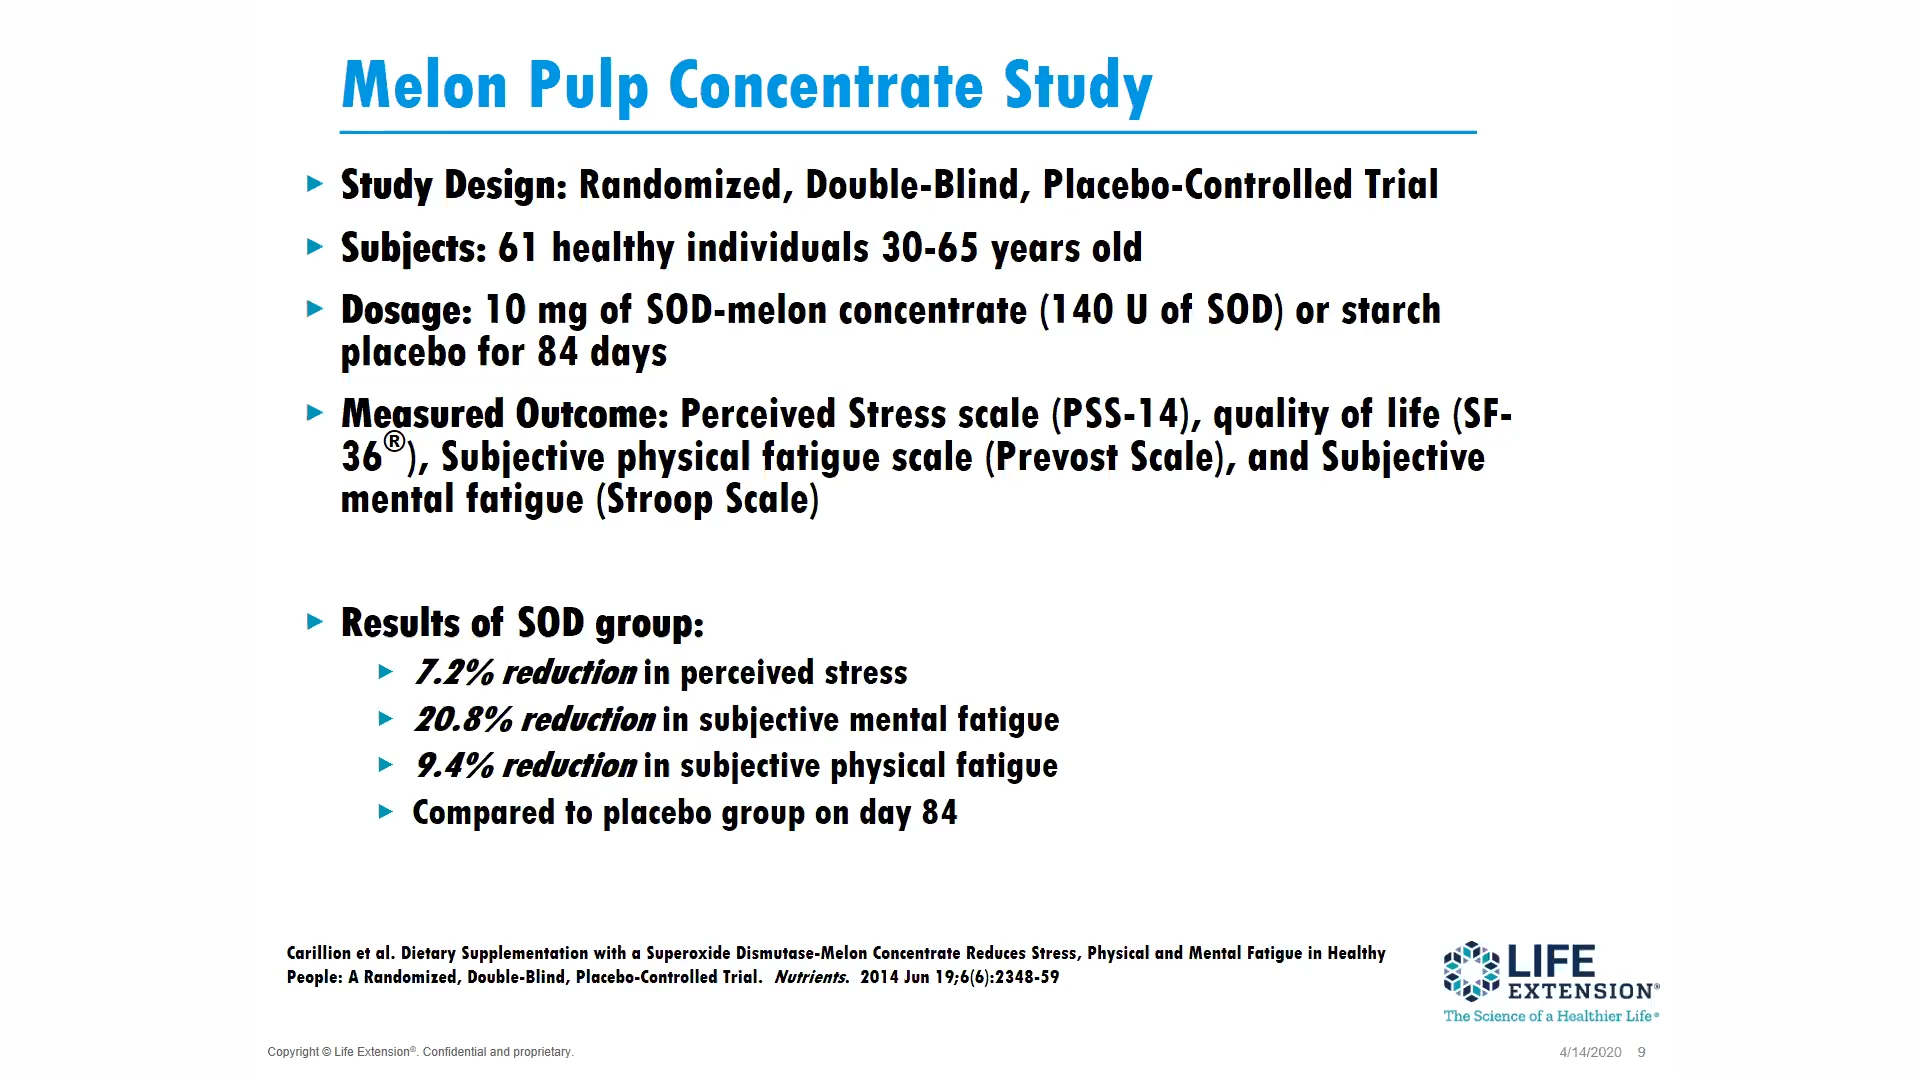 Melon Pulp Concentrate Study
Study Design: Randomized, Double-Blind, Placebo-Controlled Trial
Subjects: 61 healthy individuals 30-65 years old
Dosage: 10 mg of SOD-melon concentrate (140 U of SOD) or starch
placebo for 84 days
Measured Outcome: Perceived Stress scale (PSS-14), quality of life (SF-
36®), Subjective physical fatigue scale (Prevost Scale), and Subjective
mental fatigue (Stroop Scale)
Results of SOD group:
7.2% reduction in perceived stress
20.8% reduction in subjective mental fatigue
9.4% reduction in subjective physical fatigue
Compared to placebo group on day 84
Carillion et al. Dietary Supplementation with a Superoxide Dismutase-Melon Concentrate Reduces Stress, Physical and Mental Fatigue in Healthy
People: A Randomized, Double-Blind, Placebo-Controlled Trial. Nutrients. 2014 Jun 19;6(6):2348-59
LIFE
EXTENSION®
The Science of a Healthier Life®
Copyright © Life Extension®. Confidential and proprietary.
4/14/2020 9